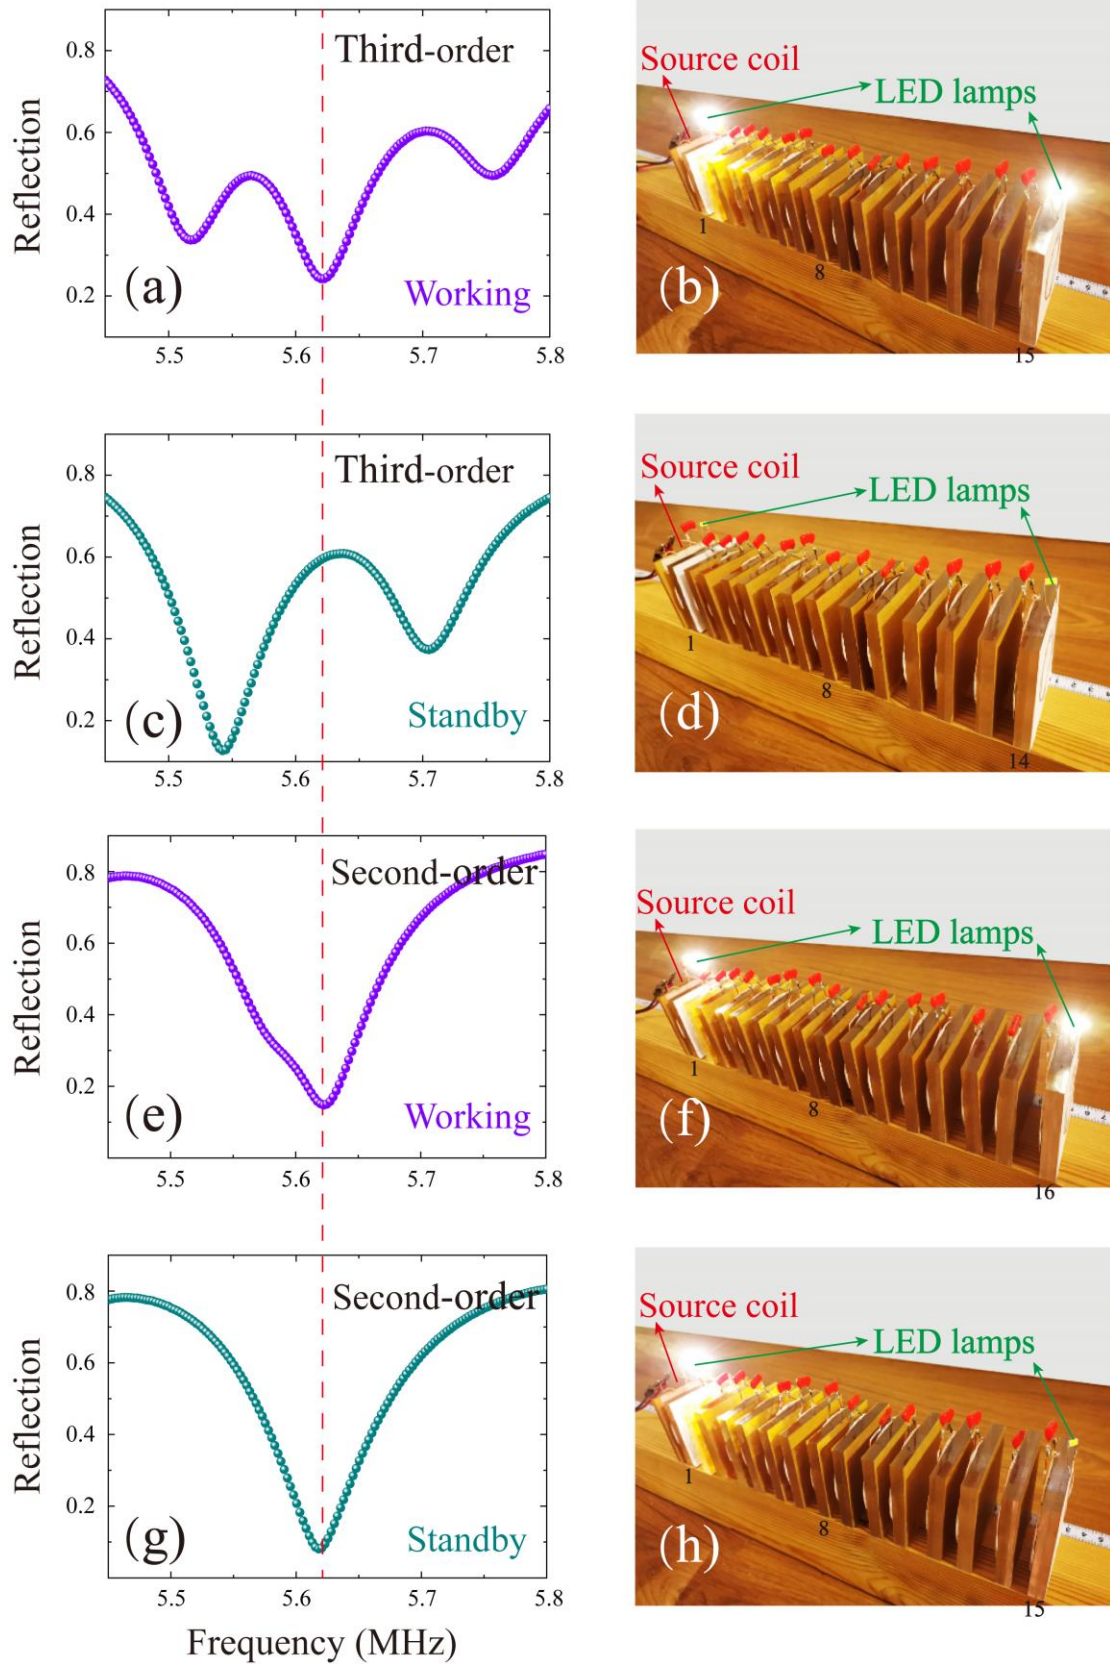 Third-order
0.8
0.6
0.4
0.2
Reflection
(a)
Working
5.5
5.6
5.7
5.8
Source coil
LED lamps
1
8
15
(b)
Third-order
0.8
0.6
0.4
0.2
Reflection
(c)
Standby
5.5
5.6
5.7
5.8
Source coil
LED lamps
1
8
14
(d)
Second-order
0.8
0.6
0.4
0.2
Reflection
(e)
Working
5.5
5.6
5.7
5.8
Source coil
LED lamps
1
8
16
(f)
Second-order
0.8
0.6
0.4
0.2
Reflection
(g)
Standby
5.5
5.6
5.7
5.8
Frequency (MHz)
Source coil
LED lamps
1
8
15
(h)